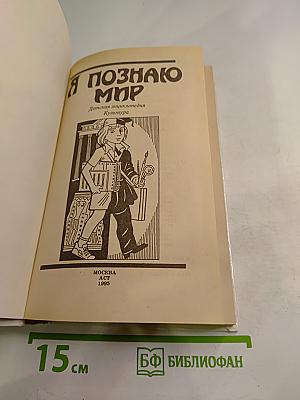 Я ПОЗНАЮ
МИР
Детская энциклопедия
Культура
МОСКВА
АСТ
1995
15 см
БФ БИБЛИОФАН